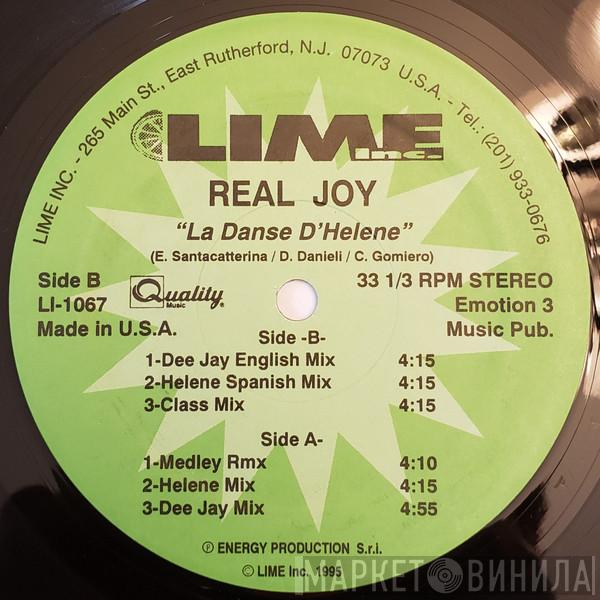 LIME INC. - 265 Main St., East Rutherford, N.J. 07073 U.S.A. - Tel.: (201) 933-0676
LIME
Inc.
REAL JOY
“La Danse D’Helene”
(E. Santacatterina / D. Danieli / C. Gomiero)
Side B
33 1/3 RPM STEREO
LI-1067
Quality
Music
®
Emotion 3
Made in U.S.A.
Music Pub.
Side -B-
1-Dee Jay English Mix 4:15
2-Helene Spanish Mix 4:15
3-Class Mix 4:15
Side A-
1-Medley Rmx 4:10
2-Helene Mix 4:15
3-Dee Jay Mix 4:55
Ⓟ ENERGY PRODUCTION S.r.i.
© LIME Inc. 1995
[МАРКЕТ ВИНИЛА]